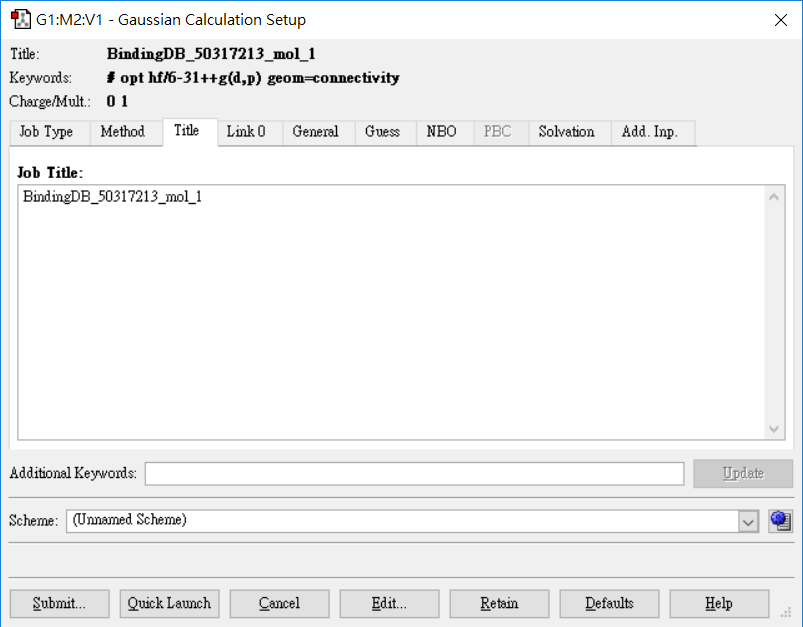 G1:M2:V1 - Gaussian Calculation Setup
Title: BindingDB_50317213_mol_1
Keywords: # opt hf/6-31++g(d,p) geom=connectivity
Charge/Mult.: 0 1
Job Type Method Title Link 0 General Guess NBO PBC Solvation Add. Inp.
Job Title:
BindingDB_50317213_mol_1
Additional Keywords: Update
Scheme: (Unnamed Scheme)
Submit... Quick Launch Cancel Edit... Retain Defaults Help